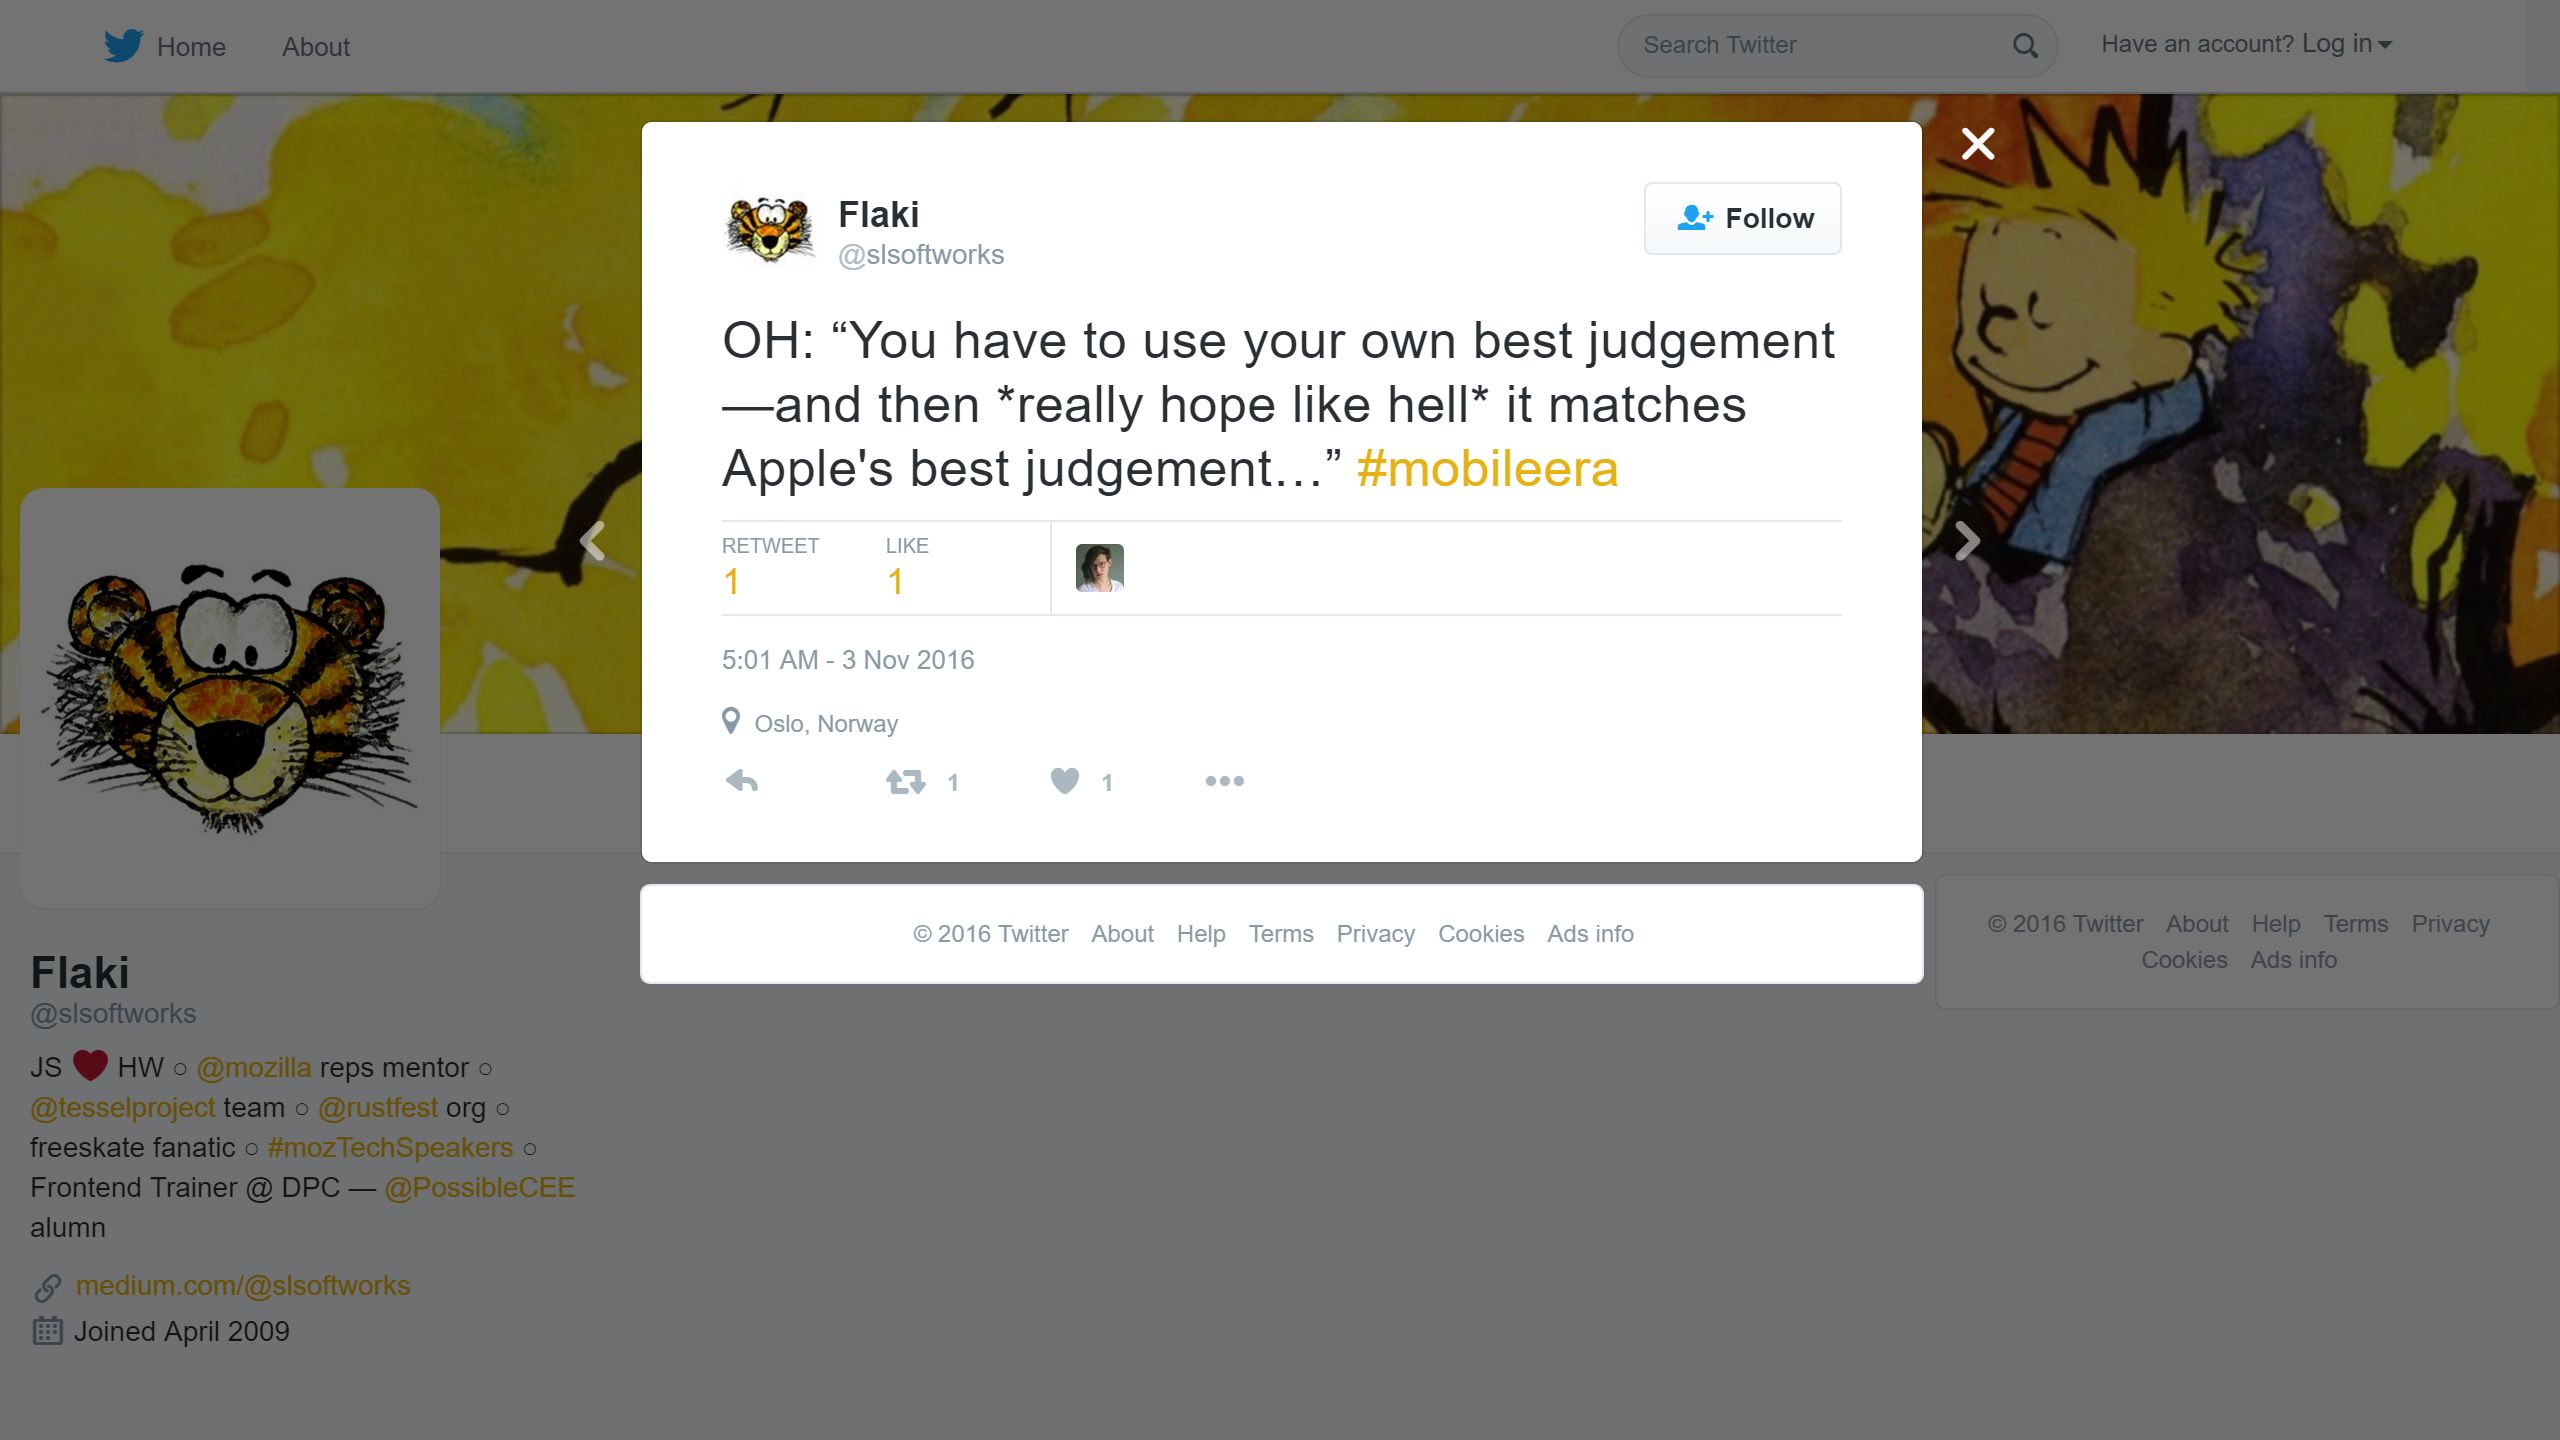 Home
About
Search Twitter
Have an account? Log in
Flaki
@slsoftworks
Follow
OH: “You have to use your own best judgement
—and then *really hope like hell* it matches
Apple's best judgement…” #mobileera
RETWEET
1
LIKE
1
5:01 AM - 3 Nov 2016
Oslo, Norway
1
1
© 2016 Twitter About Help Terms Privacy Cookies Ads info
Flaki
@slsoftworks
JS ❤ HW ○ @mozilla reps mentor ○
@tesselproject team ○ @rustfest org ○
freeskate fanatic ○ #mozTechSpeakers ○
Frontend Trainer @ DPC — @PossibleCEE
alumn
medium.com/@slsoftworks
Joined April 2009
© 2016 Twitter About Help Terms Privacy
Cookies Ads info